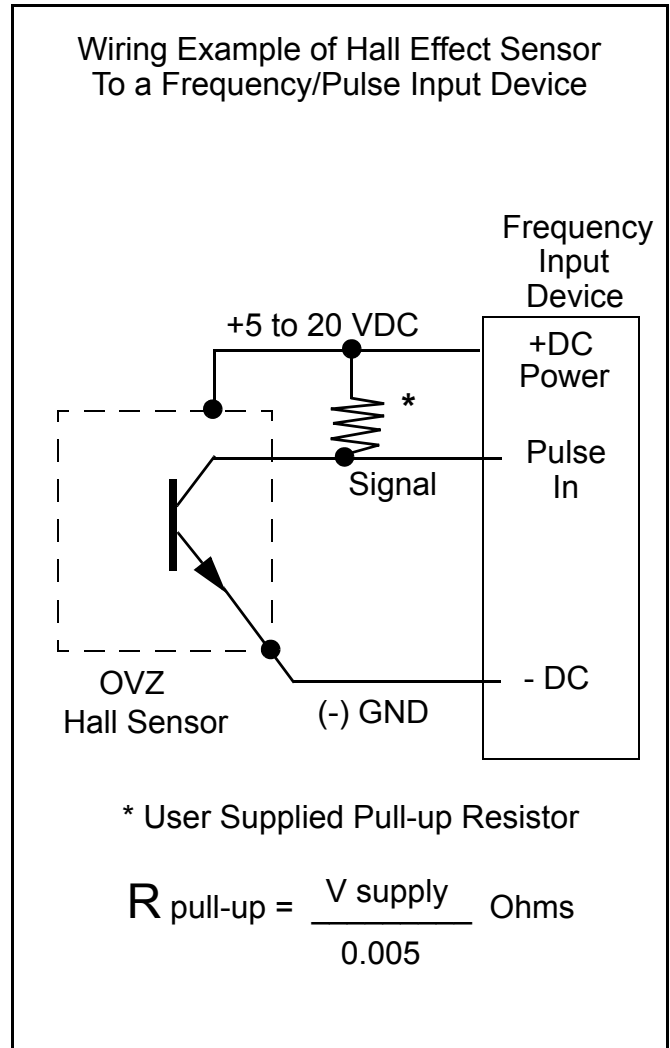 Wiring Example of Hall Effect Sensor
To a Frequency/Pulse Input Device
Frequency
Input
Device
+5 to 20 VDC
+DC
Power
*
Pulse
In
Signal
- DC
OVZ
Hall Sensor
(-) GND
* User Supplied Pull-up Resistor
R pull-up = V supply Ohms
0.005